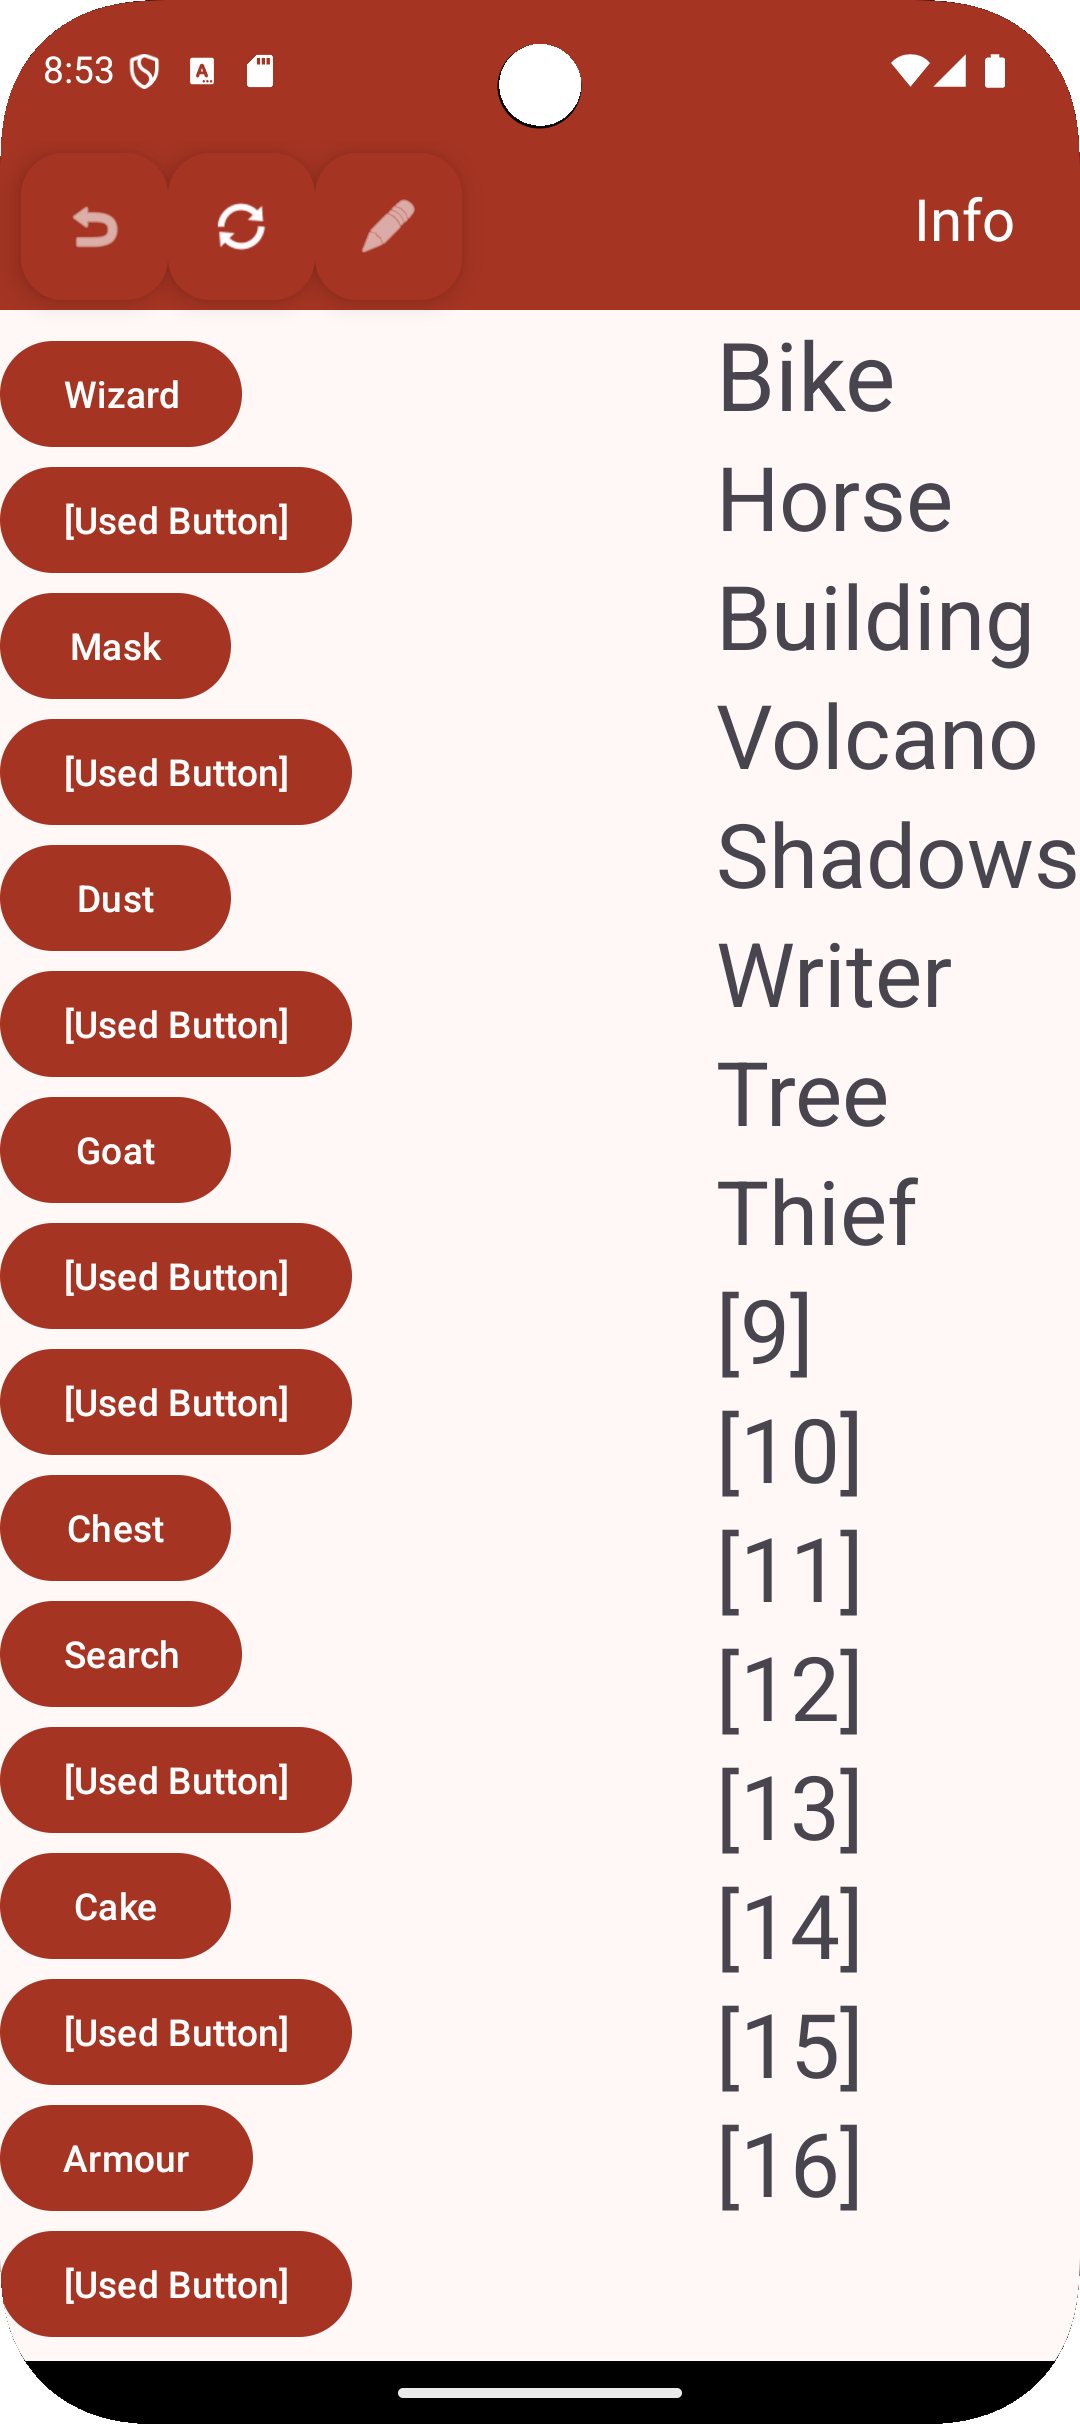 8:53
Info
Wizard
[Used Button]
Mask
[Used Button]
Dust
[Used Button]
Goat
[Used Button]
[Used Button]
Chest
Search
[Used Button]
Cake
[Used Button]
Armour
[Used Button]
Bike
Horse
Building
Volcano
Shadows
Writer
Tree
Thief
[9]
[10]
[11]
[12]
[13]
[14]
[15]
[16]